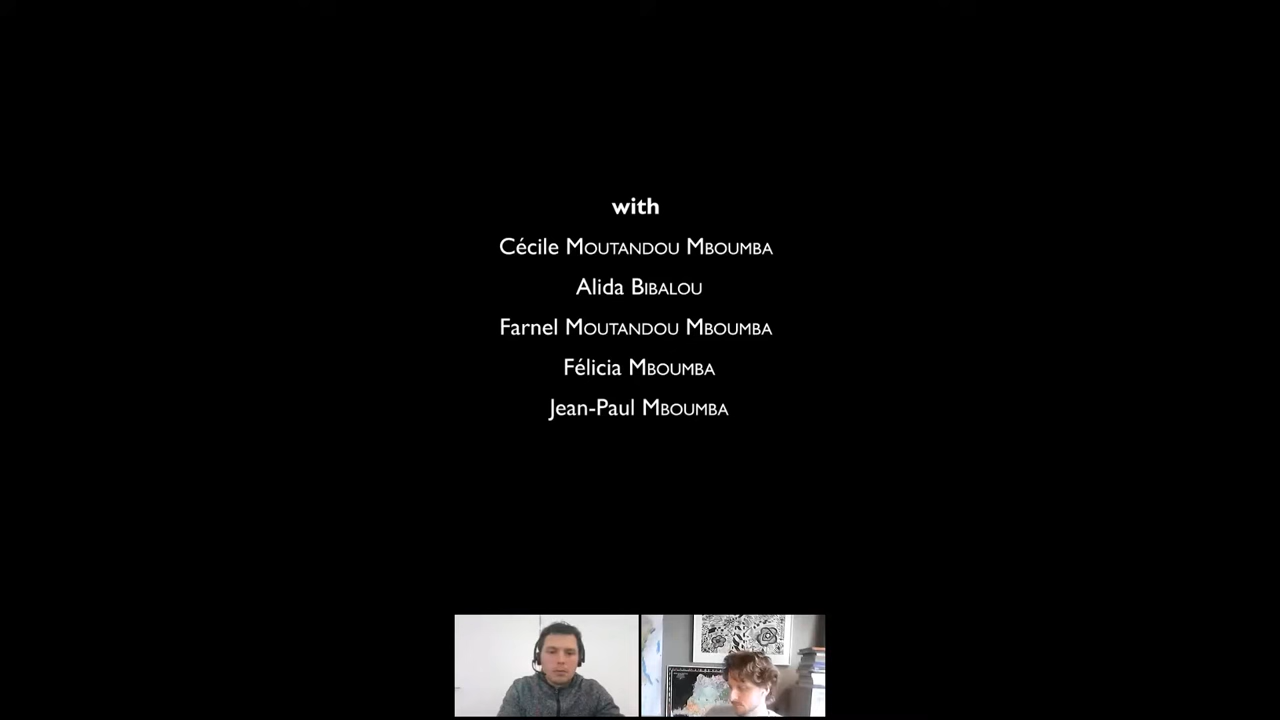 with
Cécile MOUTANDOU MBOUMBA
Alida BIBALOU
Farnel MOUTANDOU MBOUMBA
Félicia MBOUMBA
Jean-Paul MBOUMBA